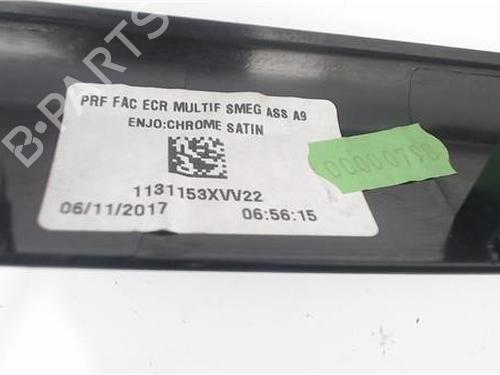 B-PARTS
PRF FAC ECR MULTIF SMEG ASS A9
ENJO:CHROME SATIN
1131153XVV22
06/11/2017 06:56:15